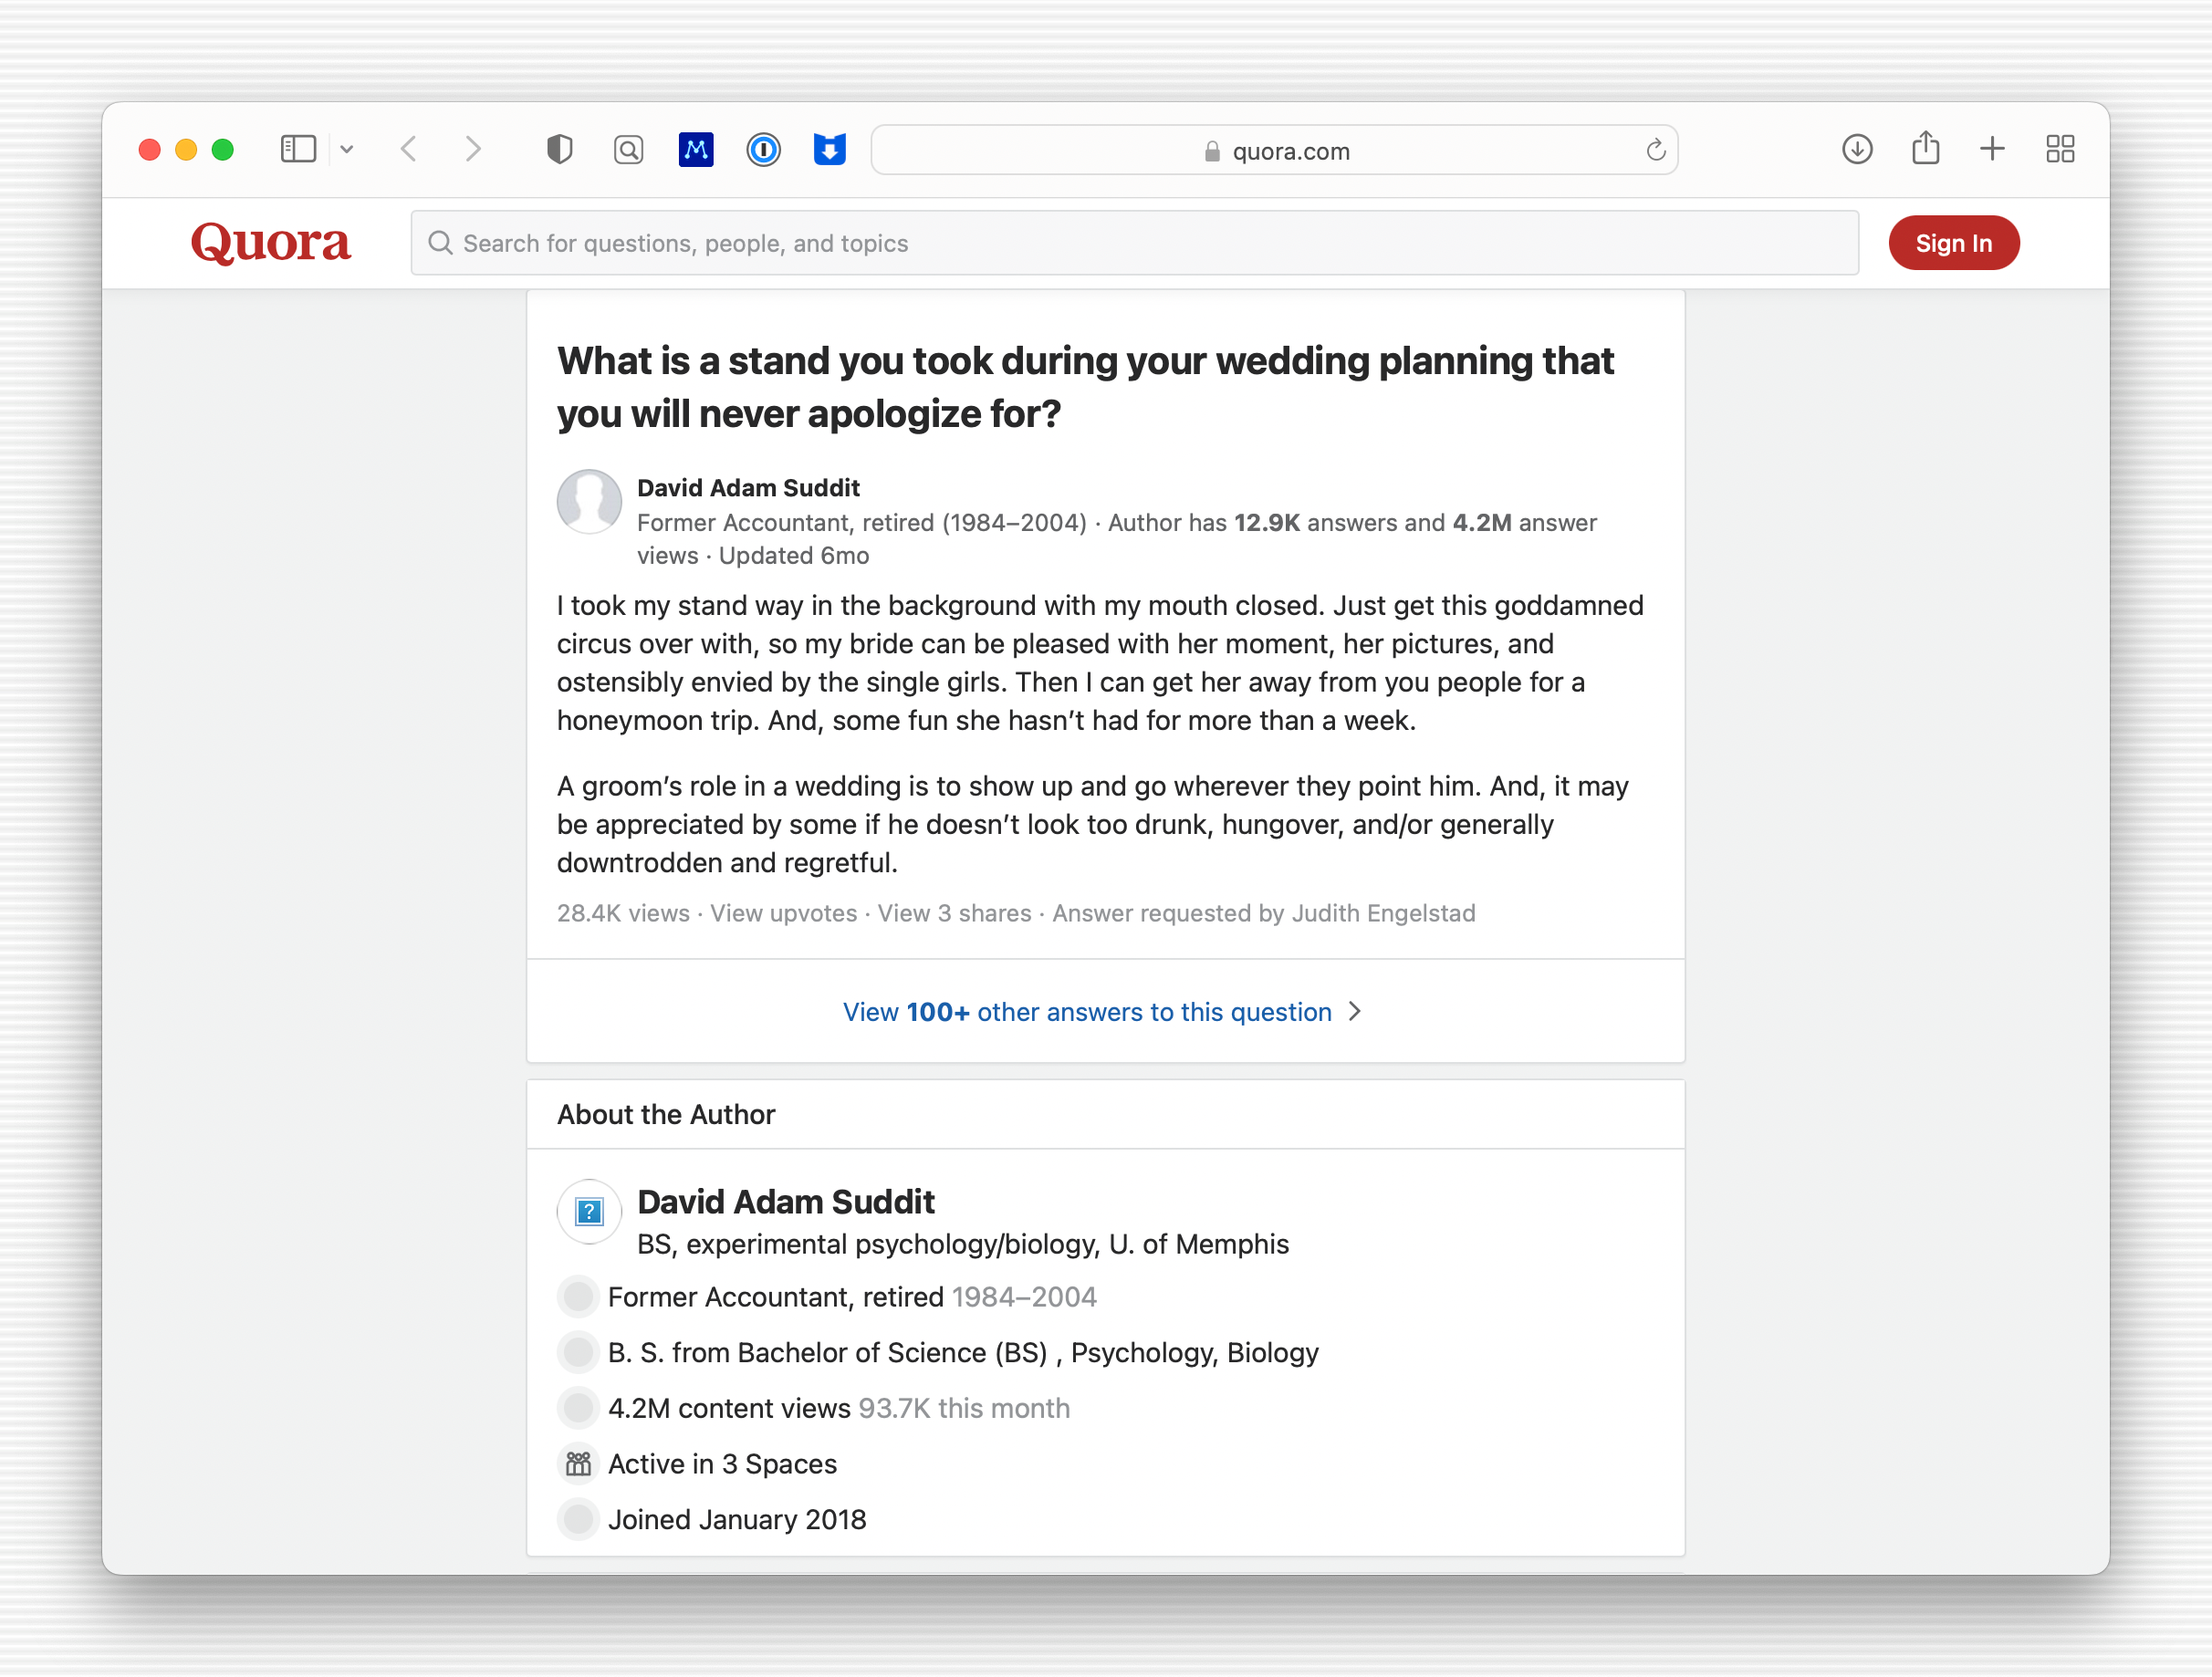 quora.com
Quora
Search for questions, people, and topics
Sign In
What is a stand you took during your wedding planning that
you will never apologize for?
David Adam Suddit
Former Accountant, retired (1984–2004) · Author has 12.9K answers and 4.2M answer
views · Updated 6mo
I took my stand way in the background with my mouth closed. Just get this goddamned
circus over with, so my bride can be pleased with her moment, her pictures, and
ostensibly envied by the single girls. Then I can get her away from you people for a
honeymoon trip. And, some fun she hasn’t had for more than a week.
A groom’s role in a wedding is to show up and go wherever they point him. And, it may
be appreciated by some if he doesn’t look too drunk, hungover, and/or generally
downtrodden and regretful.
28.4K views · View upvotes · View 3 shares · Answer requested by Judith Engelstad
View 100+ other answers to this question
About the Author
?
David Adam Suddit
BS, experimental psychology/biology, U. of Memphis
Former Accountant, retired 1984–2004
B. S. from Bachelor of Science (BS) , Psychology, Biology
4.2M content views 93.7K this month
Active in 3 Spaces
Joined January 2018